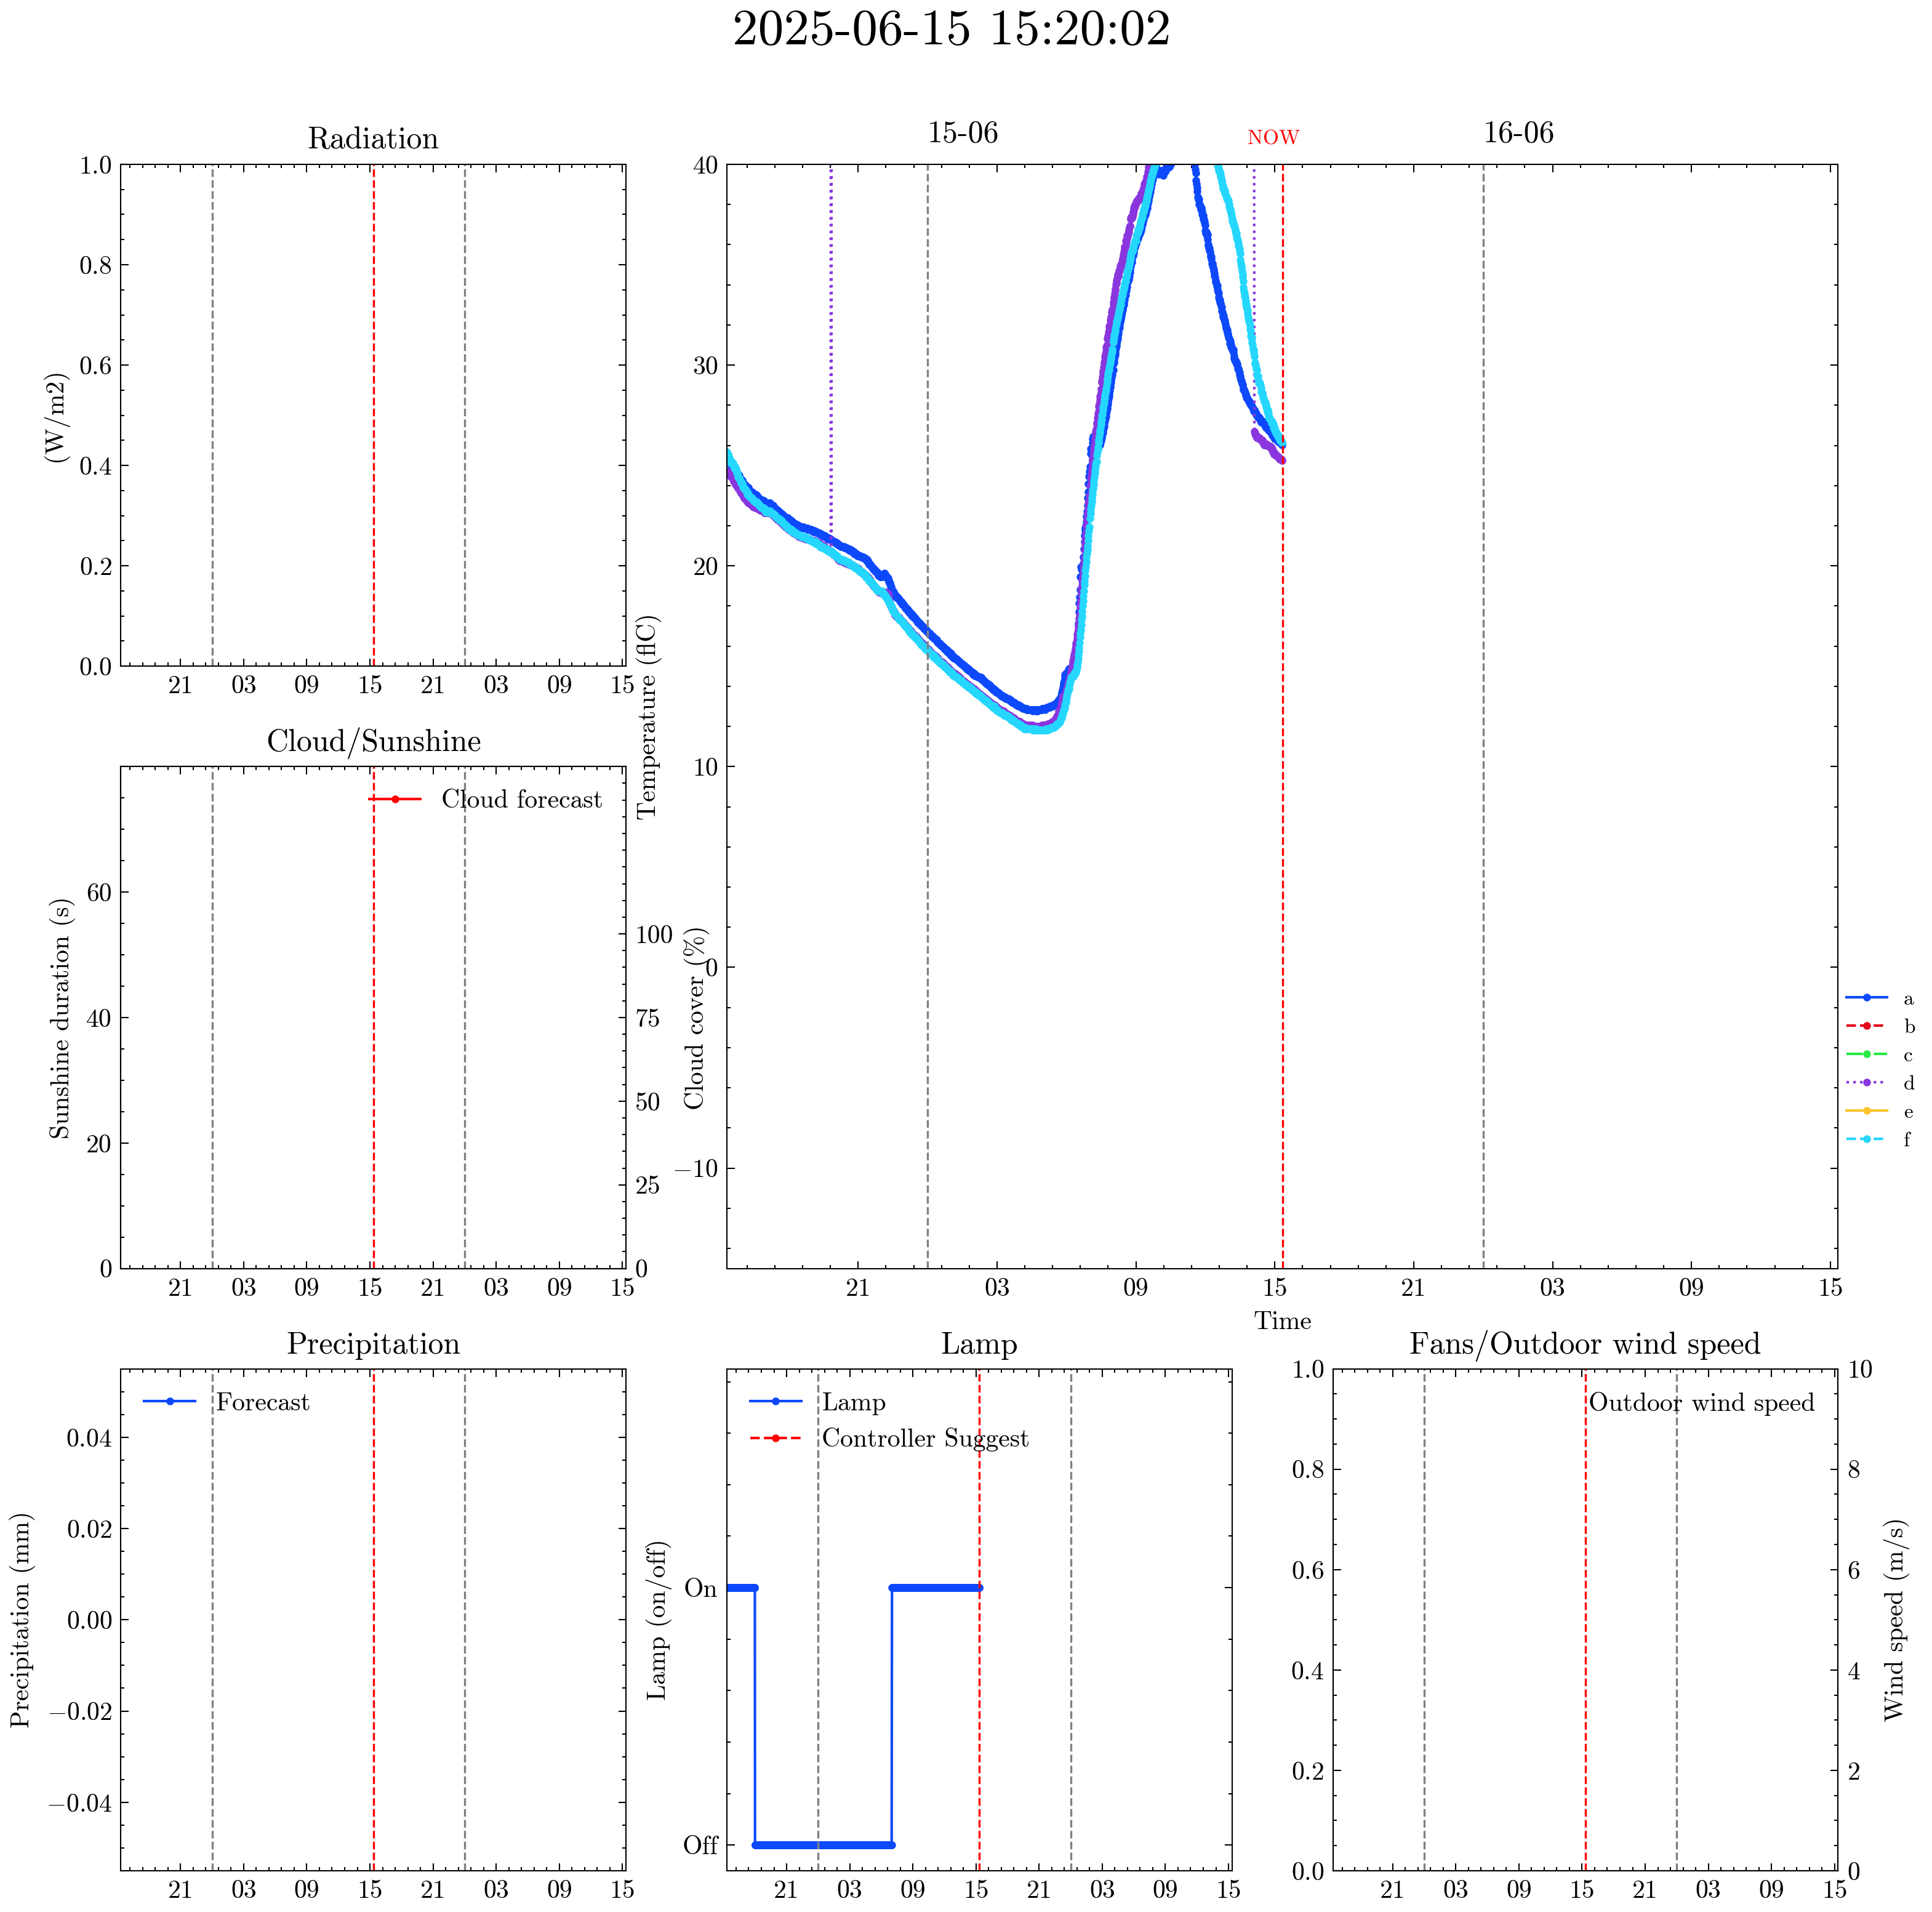 2025-06-15 15:20:02
Radiation
(W/m2)
1.0
0.8
0.6
0.4
0.2
0.0
21 03 09 15 21 03 09 15
15-06 NOW 16-06
Temperature (flC)
40
30
20
10
0
−10
21 03 09 15 21 03 09 15
Time
a
b
c
d
e
f
Cloud/Sunshine
Cloud forecast
Sunshine duration (s)
60
40
20
0
Cloud cover (%)
100
75
50
25
0
21 03 09 15 21 03 09 15
Precipitation
Forecast
Precipitation (mm)
0.04
0.02
0.00
−0.02
−0.04
21 03 09 15 21 03 09 15
Lamp
Lamp
Controller Suggest
Lamp (on/off)
On
Off
21 03 09 15 21 03 09 15
Fans/Outdoor wind speed
Outdoor wind speed
1.0
0.8
0.6
0.4
0.2
0.0
Wind speed (m/s)
10
8
6
4
2
0
21 03 09 15 21 03 09 15